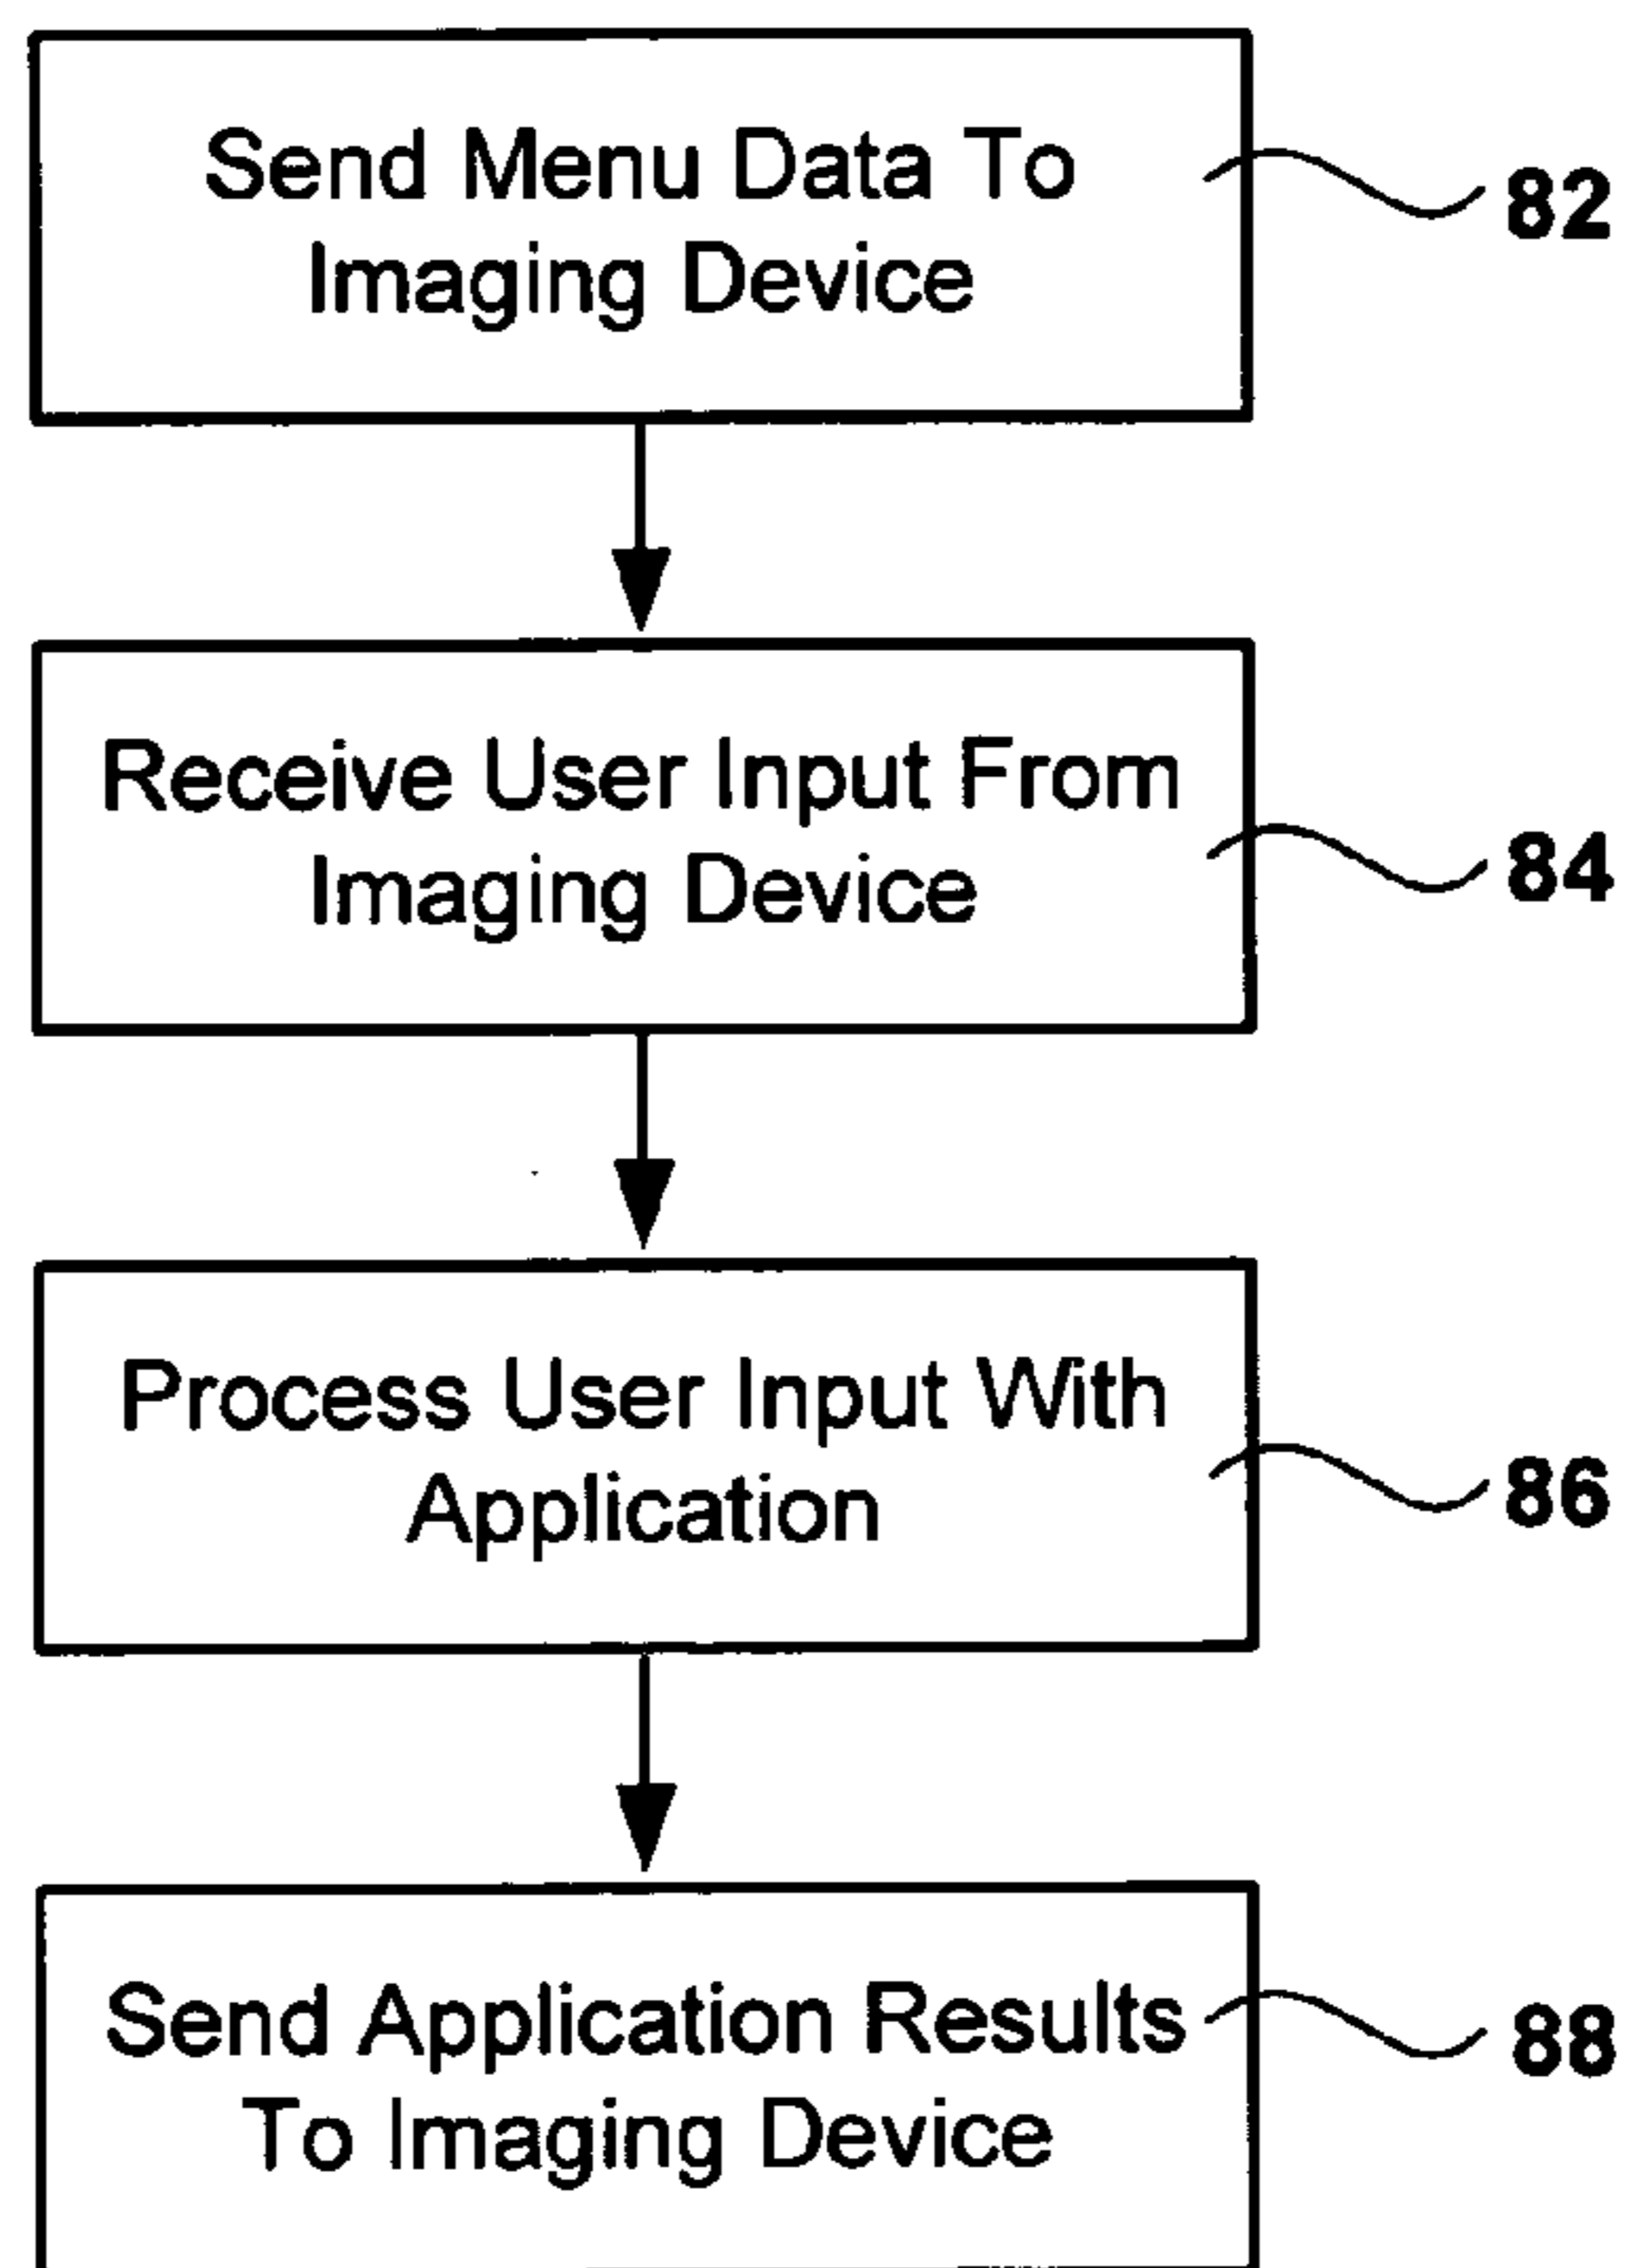 Send Menu Data To
Imaging Device
82
Receive User Input From
Imaging Device
84
Process User Input With
Application
86
Send Application Results
To Imaging Device
88